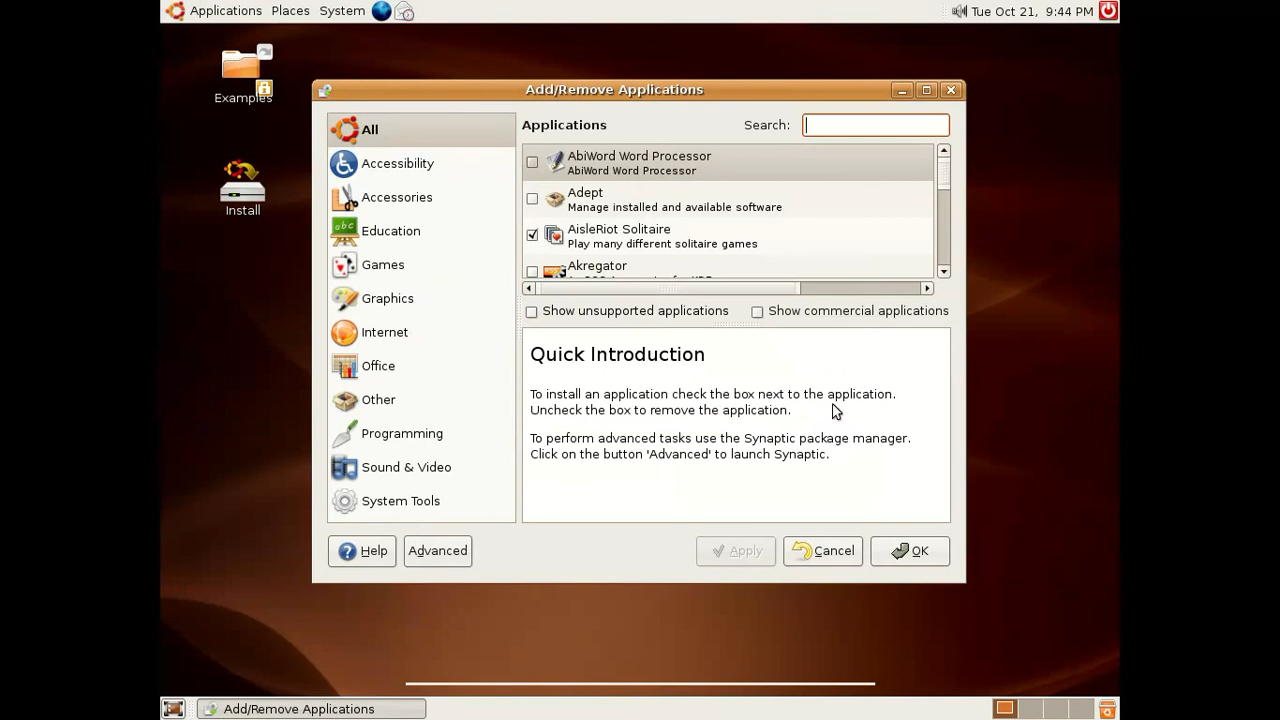 Applications Places System
Tue Oct 21, 9:44 PM
Examples
Install
Add/Remove Applications
All
Accessibility
Accessories
Education
Games
Graphics
Internet
Office
Other
Programming
Sound & Video
System Tools
Applications
Search:
AbiWord Word Processor
AbiWord Word Processor
Adept
Manage installed and available software
AisleRiot Solitaire
Play many different solitaire games
Akregator
Show unsupported applications
Show commercial applications
Quick Introduction
To install an application check the box next to the application.
Uncheck the box to remove the application.
To perform advanced tasks use the Synaptic package manager.
Click on the button 'Advanced' to launch Synaptic.
Help
Advanced
Apply
Cancel
OK
Add/Remove Applications